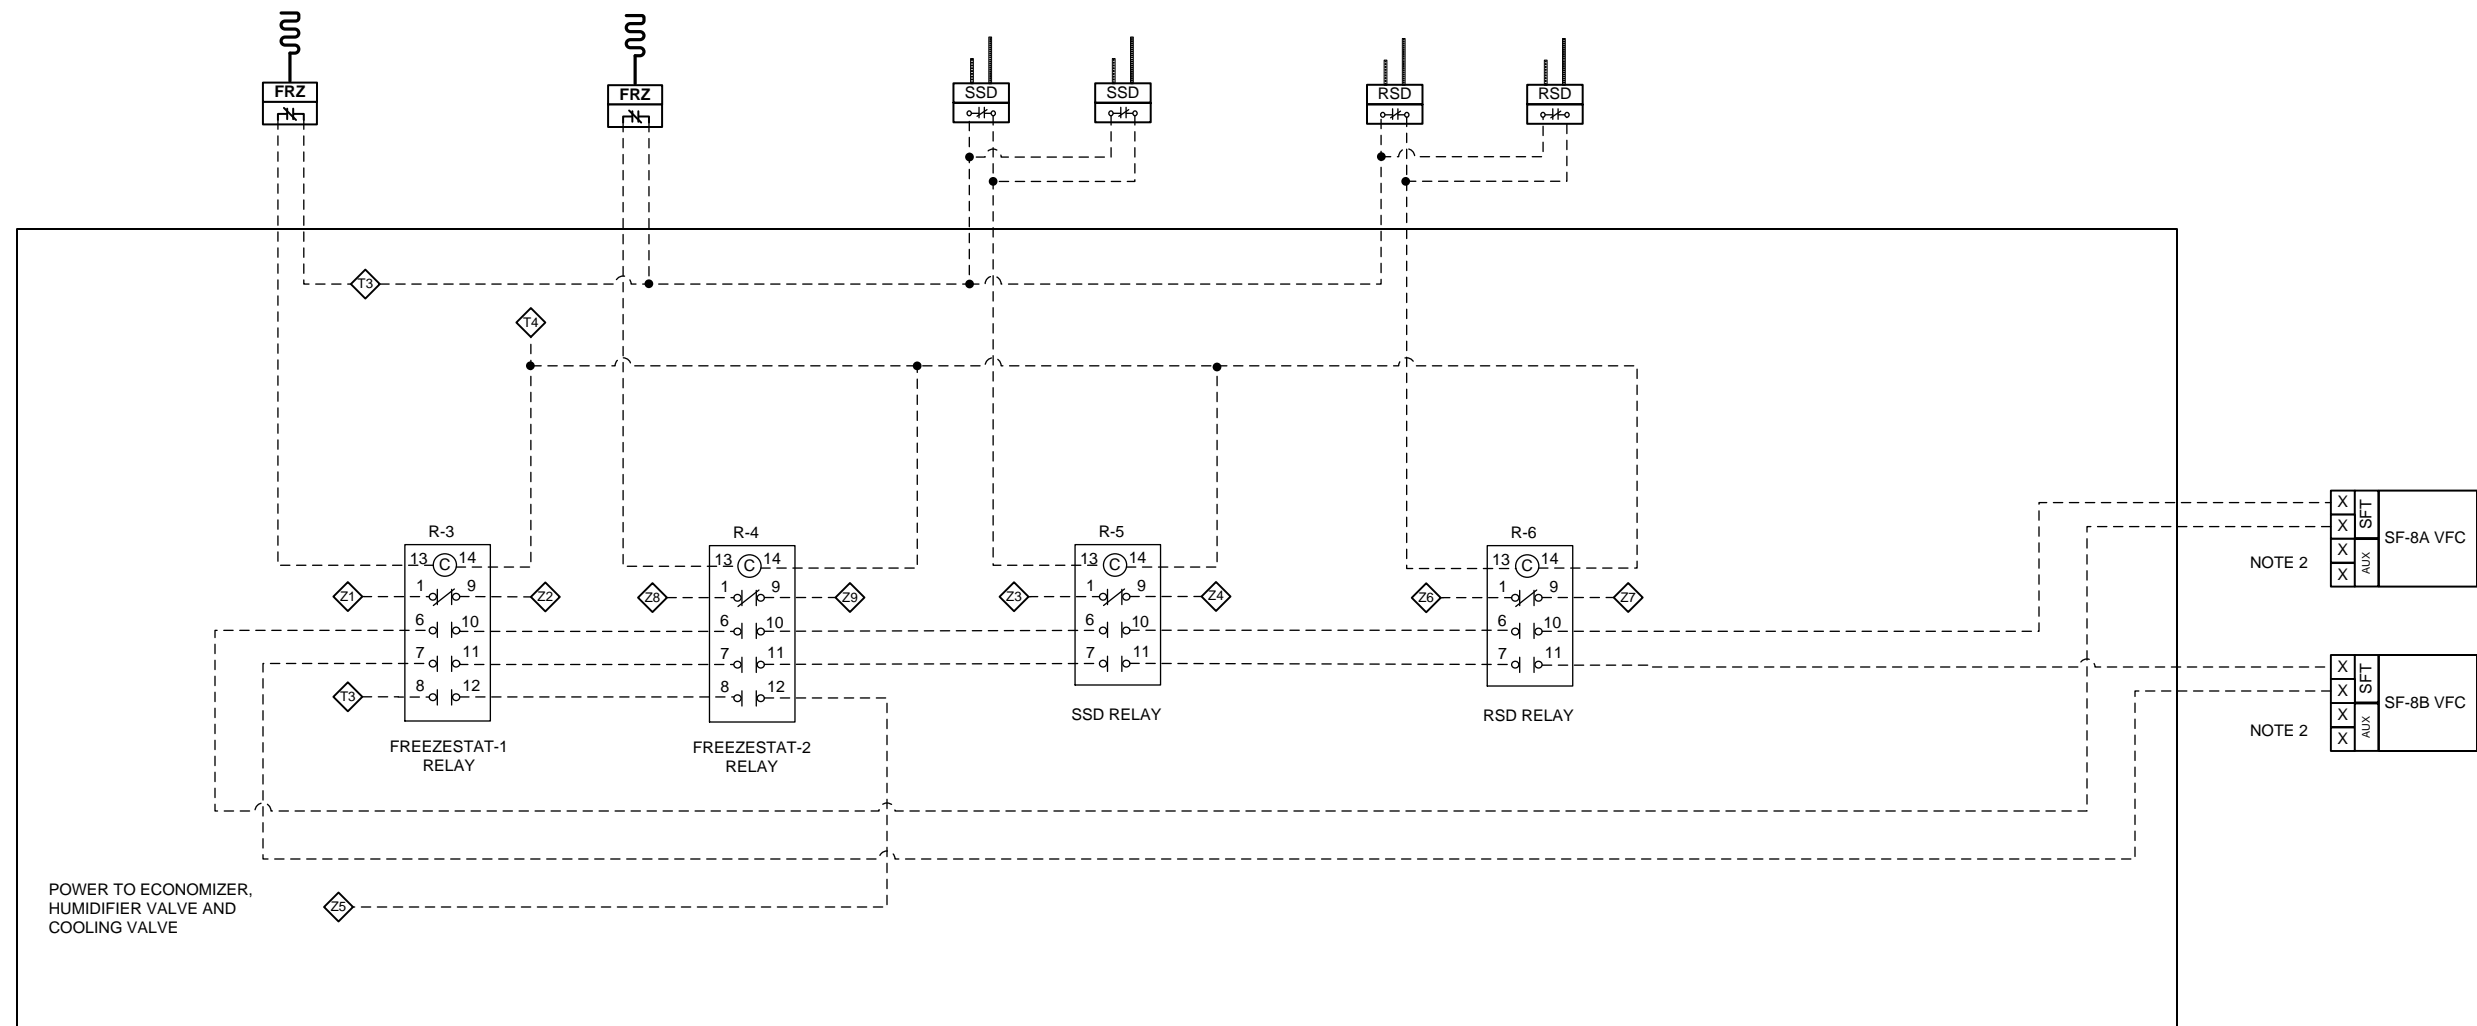 FRZ
FRZ
SSD
SSD
RSD
RSD
T3
T4
R-3
R-4
R-5
R-6
13 C 14
13 C 14
13 C 14
13 C 14
1 9
1 9
1 9
1 9
Z1
Z2
Z8
Z9
Z3
Z4
Z6
Z7
6 10
6 10
6 10
6 10
7 11
7 11
7 11
7 11
T3
8 12
8 12
FREEZESTAT-1
RELAY
FREEZESTAT-2
RELAY
SSD RELAY
RSD RELAY
X
X
X
X
SFT
AUX
SF-8A VFC
NOTE 2
X
X
X
X
SFT
AUX
SF-8B VFC
NOTE 2
POWER TO ECONOMIZER,
HUMIDIFIER VALVE AND
COOLING VALVE
Z5